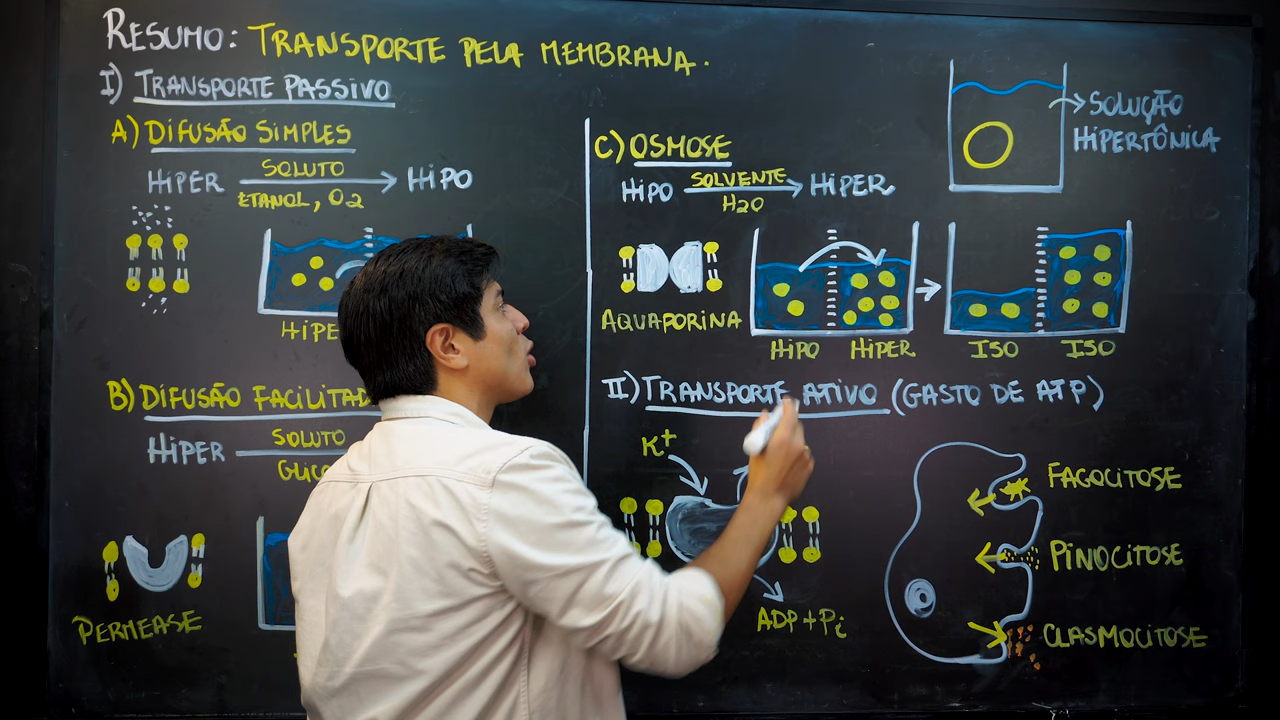 RESUMO: TRANSPORTE PELA MEMBRANA.
I) TRANSPORTE PASSIVO
A) DIFUSÃO SIMPLES
HIPER SOLUTO HIPO
ETANOL, O2
B) DIFUSÃO FACILITAD
HIPER SOLUTO
PERMEASE
C) OSMOSE
HIPO SOLVENTE HIPER
H2O
AQUAPORINA
HIPO HIPER
ISO ISO
SOLUÇÃO
HIPERTÔNICA
II) TRANSPORTE ATIVO (GASTO DE ATP)
K+
ADP + Pi
FAGOCITOSE
PINOCITOSE
CLASMOCITOSE